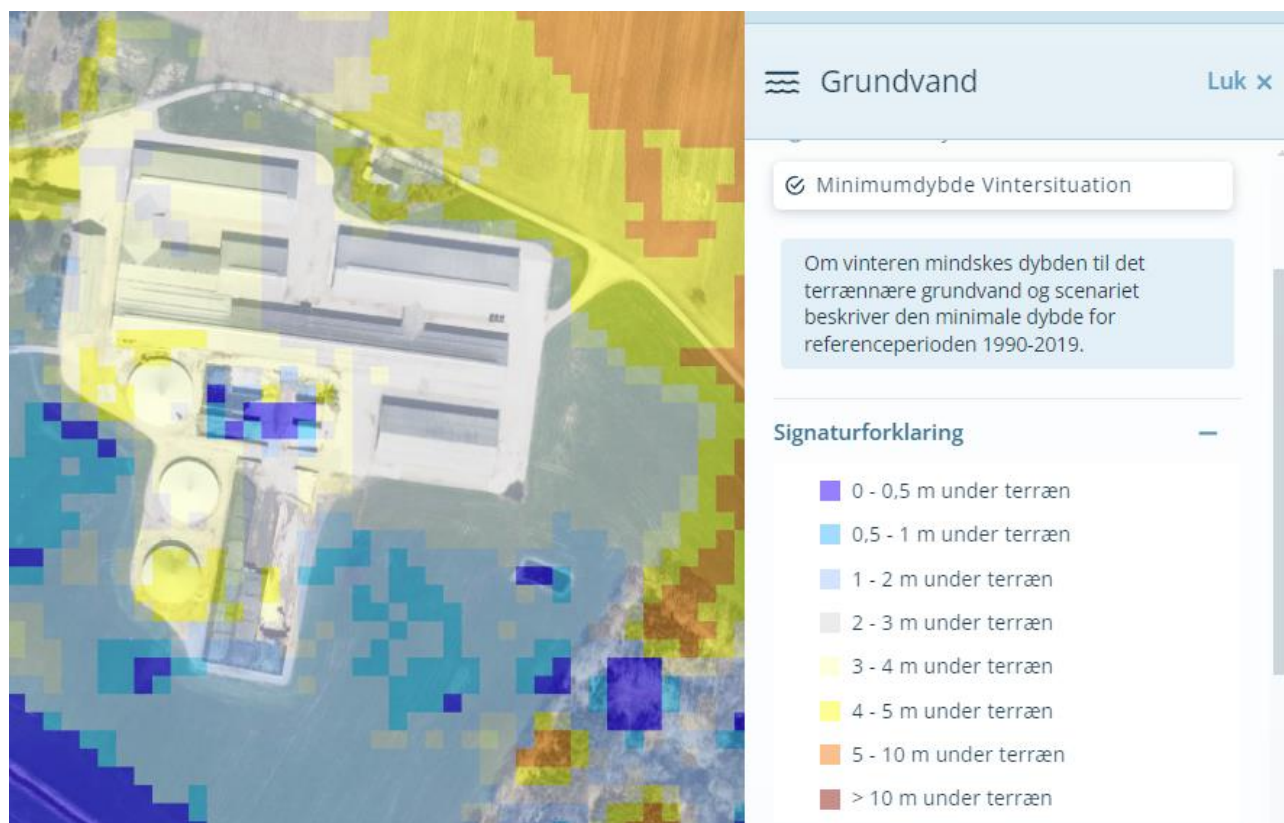 Grundvand
Luk ×
Minimumdybde Vintersituation
Om vinteren mindskes dybden til det
terrænnære grundvand og scenariet
beskriver den minimale dybde for
referenceperioden 1990-2019.
Signaturforklaring
0 - 0,5 m under terræn
0,5 - 1 m under terræn
1 - 2 m under terræn
2 - 3 m under terræn
3 - 4 m under terræn
4 - 5 m under terræn
5 - 10 m under terræn
> 10 m under terræn